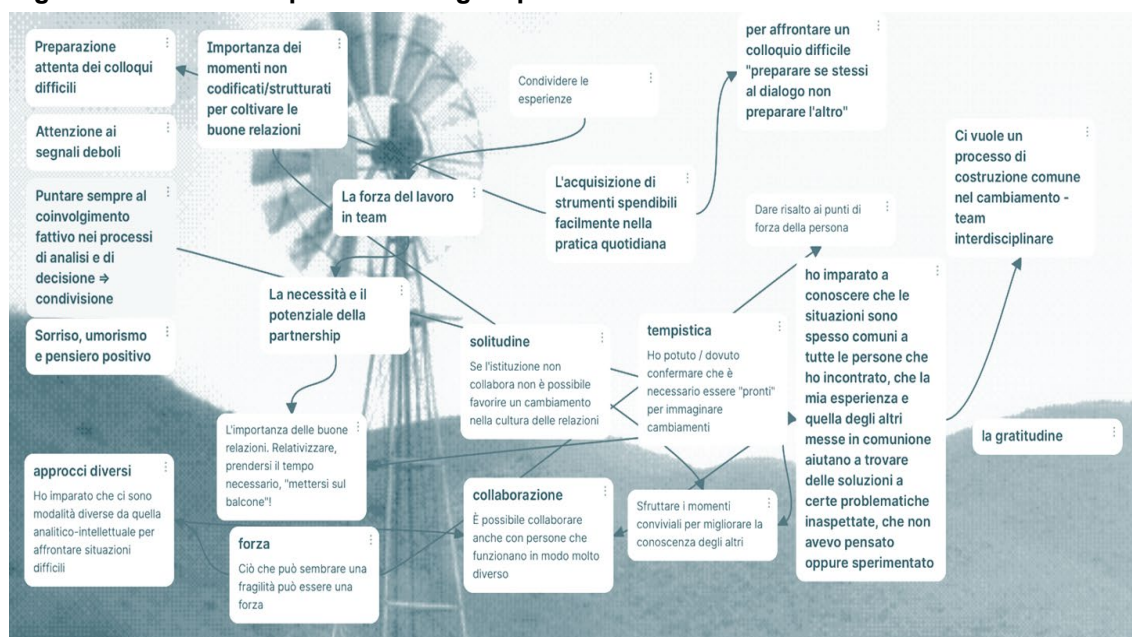 Preparazione
attenta dei colloqui
difficili
Importanza dei
momenti non
codificati/strutturati
per coltivare le
buone relazioni
Condividere le
esperienze
per affrontare un
colloquio difficile
"preparare se stessi
al dialogo non
preparare l'altro"
Attenzione ai
segnali deboli
Ci vuole un
processo di
costruzione comune
nel cambiamento -
team
interdisciplinare
Puntare sempre al
coinvolgimento
fattivo nei processi
di analisi e di
decisione ⇒
condivisione
La forza del lavoro
in team
L'acquisizione di
strumenti spendibili
facilmente nella
pratica quotidiana
Dare risalto ai punti di
forza della persona
La necessità e il
potenziale della
partnership
ho imparato a
conoscere che le
situazioni sono
spesso comuni a
tutte le persone che
ho incontrato, che la
mia esperienza e
quella degli altri
messe in comunione
aiutano a trovare
delle soluzioni a
certe problematiche
inaspettate, che non
avevo pensato
oppure sperimentato
Sorriso, umorismo
e pensiero positivo
solitudine
Se l'istituzione non
collabora non è possibile
favorire un cambiamento
nella cultura delle relazioni
tempistica
Ho potuto / dovuto
confermare che è
necessario essere "pronti"
per immaginare
cambiamenti
L'importanza delle buone
relazioni. Relativizzare,
prendersi il tempo
necessario, "mettersi sul
balcone"!
la gratitudine
approcci diversi
Ho imparato che ci sono
modalità diverse da quella
analitico-intellettuale per
affrontare situazioni
difficili
collaborazione
È possibile collaborare
anche con persone che
funzionano in modo molto
diverso
Sfruttare i momenti
conviviali per migliorare la
conoscenza degli altri
forza
Ciò che può sembrare una
fragilità può essere una
forza